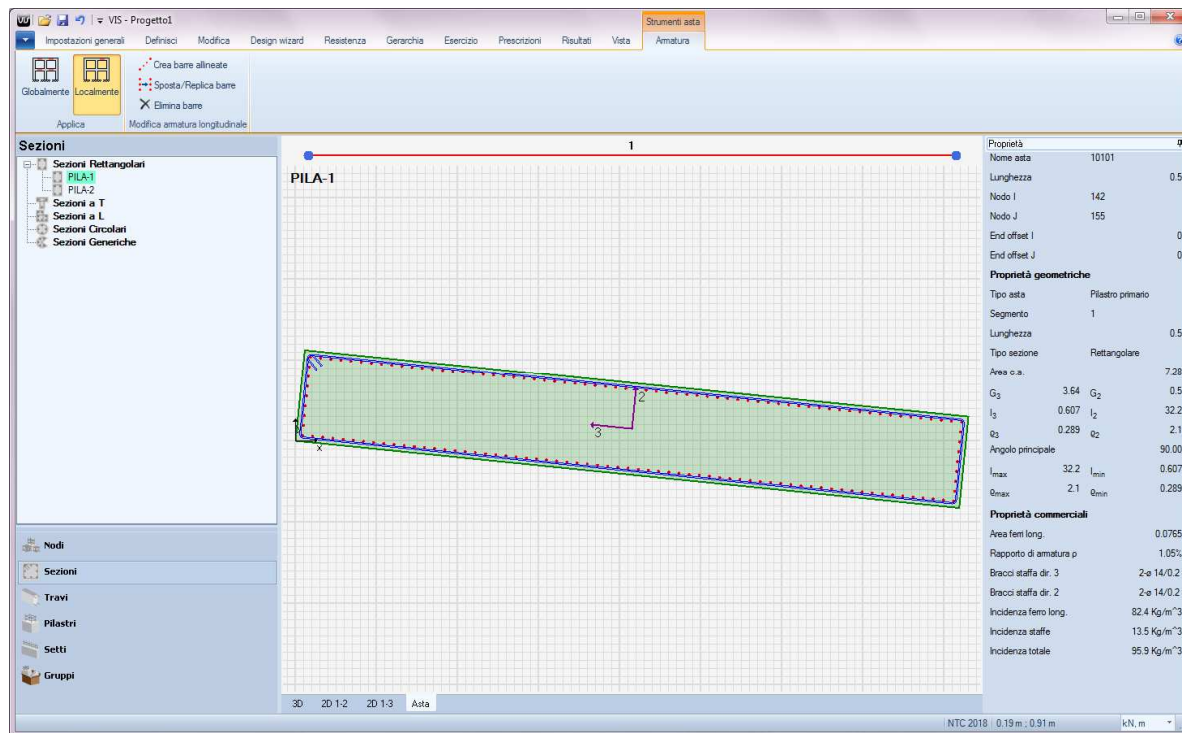 VIS - Progetto1
Strumenti asta
Impostazioni generali Definisci Modifica Design wizard Resistenza Gerarchia Esercizio Prescrizioni Risultati Vista Armatura
Crea barre allineate
Sposta/Replica barre
Globalmente Localmente
Elimina barre
Applica Modifica armatura longitudinale
Sezioni
Sezioni Rettangolari
PILA-1
PILA-2
Sezioni a T
Sezioni a L
Sezioni Circolari
Sezioni Generiche
Nodi
Sezioni
Travi
Pilastri
Setti
Gruppi
1
PILA-1
2
3
x
3D 2D 1-2 2D 1-3 Asta
Proprietà
Nome asta 10101
Lunghezza 0.5
Nodo I 142
Nodo J 155
End offset I 0
End offset J 0
Proprietà geometriche
Tipo asta Pilastro primario
Segmento 1
Lunghezza 0.5
Tipo sezione Rettangolare
Area c.a. 7.28
G3 3.64 G2 0.5
I3 0.607 I2 32.2
ϱ3 0.289 ϱ2 2.1
Angolo principale 90.00
Imax 32.2 Imin 0.607
ϱmax 2.1 ϱmin 0.289
Proprietà commerciali
Area ferri long. 0.0765
Rapporto di armatura ρ 1.05%
Bracci staffa dir. 3 2-ø 14/0.2
Bracci staffa dir. 2 2-ø 14/0.2
Incidenza ferro long. 82.4 Kg/m^3
Incidenza staffe 13.5 Kg/m^3
Incidenza totale 95.9 Kg/m^3
NTC 2018 0.19 m ; 0.91 m kN, m